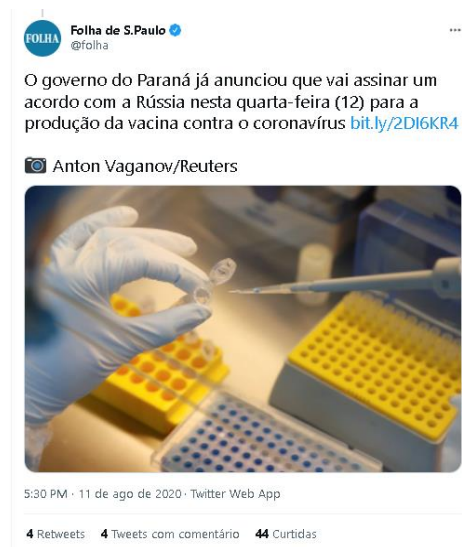 FOLHA
Folha de S.Paulo
@folha
O governo do Paraná já anunciou que vai assinar um
acordo com a Rússia nesta quarta-feira (12) para a
produção da vacina contra o coronavírus bit.ly/2DI6KR4
Anton Vaganov/Reuters
5:30 PM · 11 de ago de 2020 · Twitter Web App
4 Retweets 4 Tweets com comentário 44 Curtidas